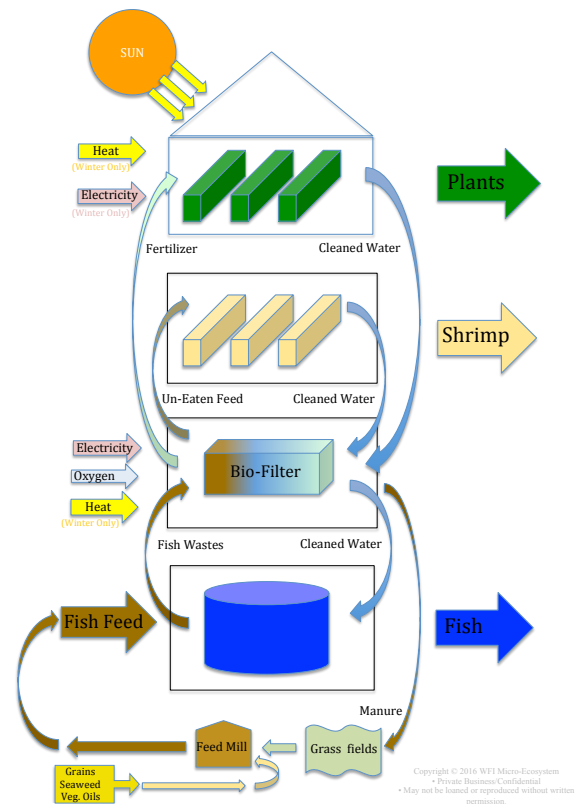 SUN
Heat
(Winter Only)
Electricity
(Winter Only)
Plants
Fertilizer
Cleaned Water
Shrimp
Un-Eaten Feed
Cleaned Water
Electricity
Oxygen
Heat
(Winter Only)
Bio-Filter
Fish Wastes
Cleaned Water
Fish Feed
Fish
Manure
Feed Mill
Grass fields
Grains
Seaweed
Veg. Oils
Copyright © 2016 WFI Micro-Ecosystem
• Private Business/Confidential
• May not be loaned or reproduced without written
permission.